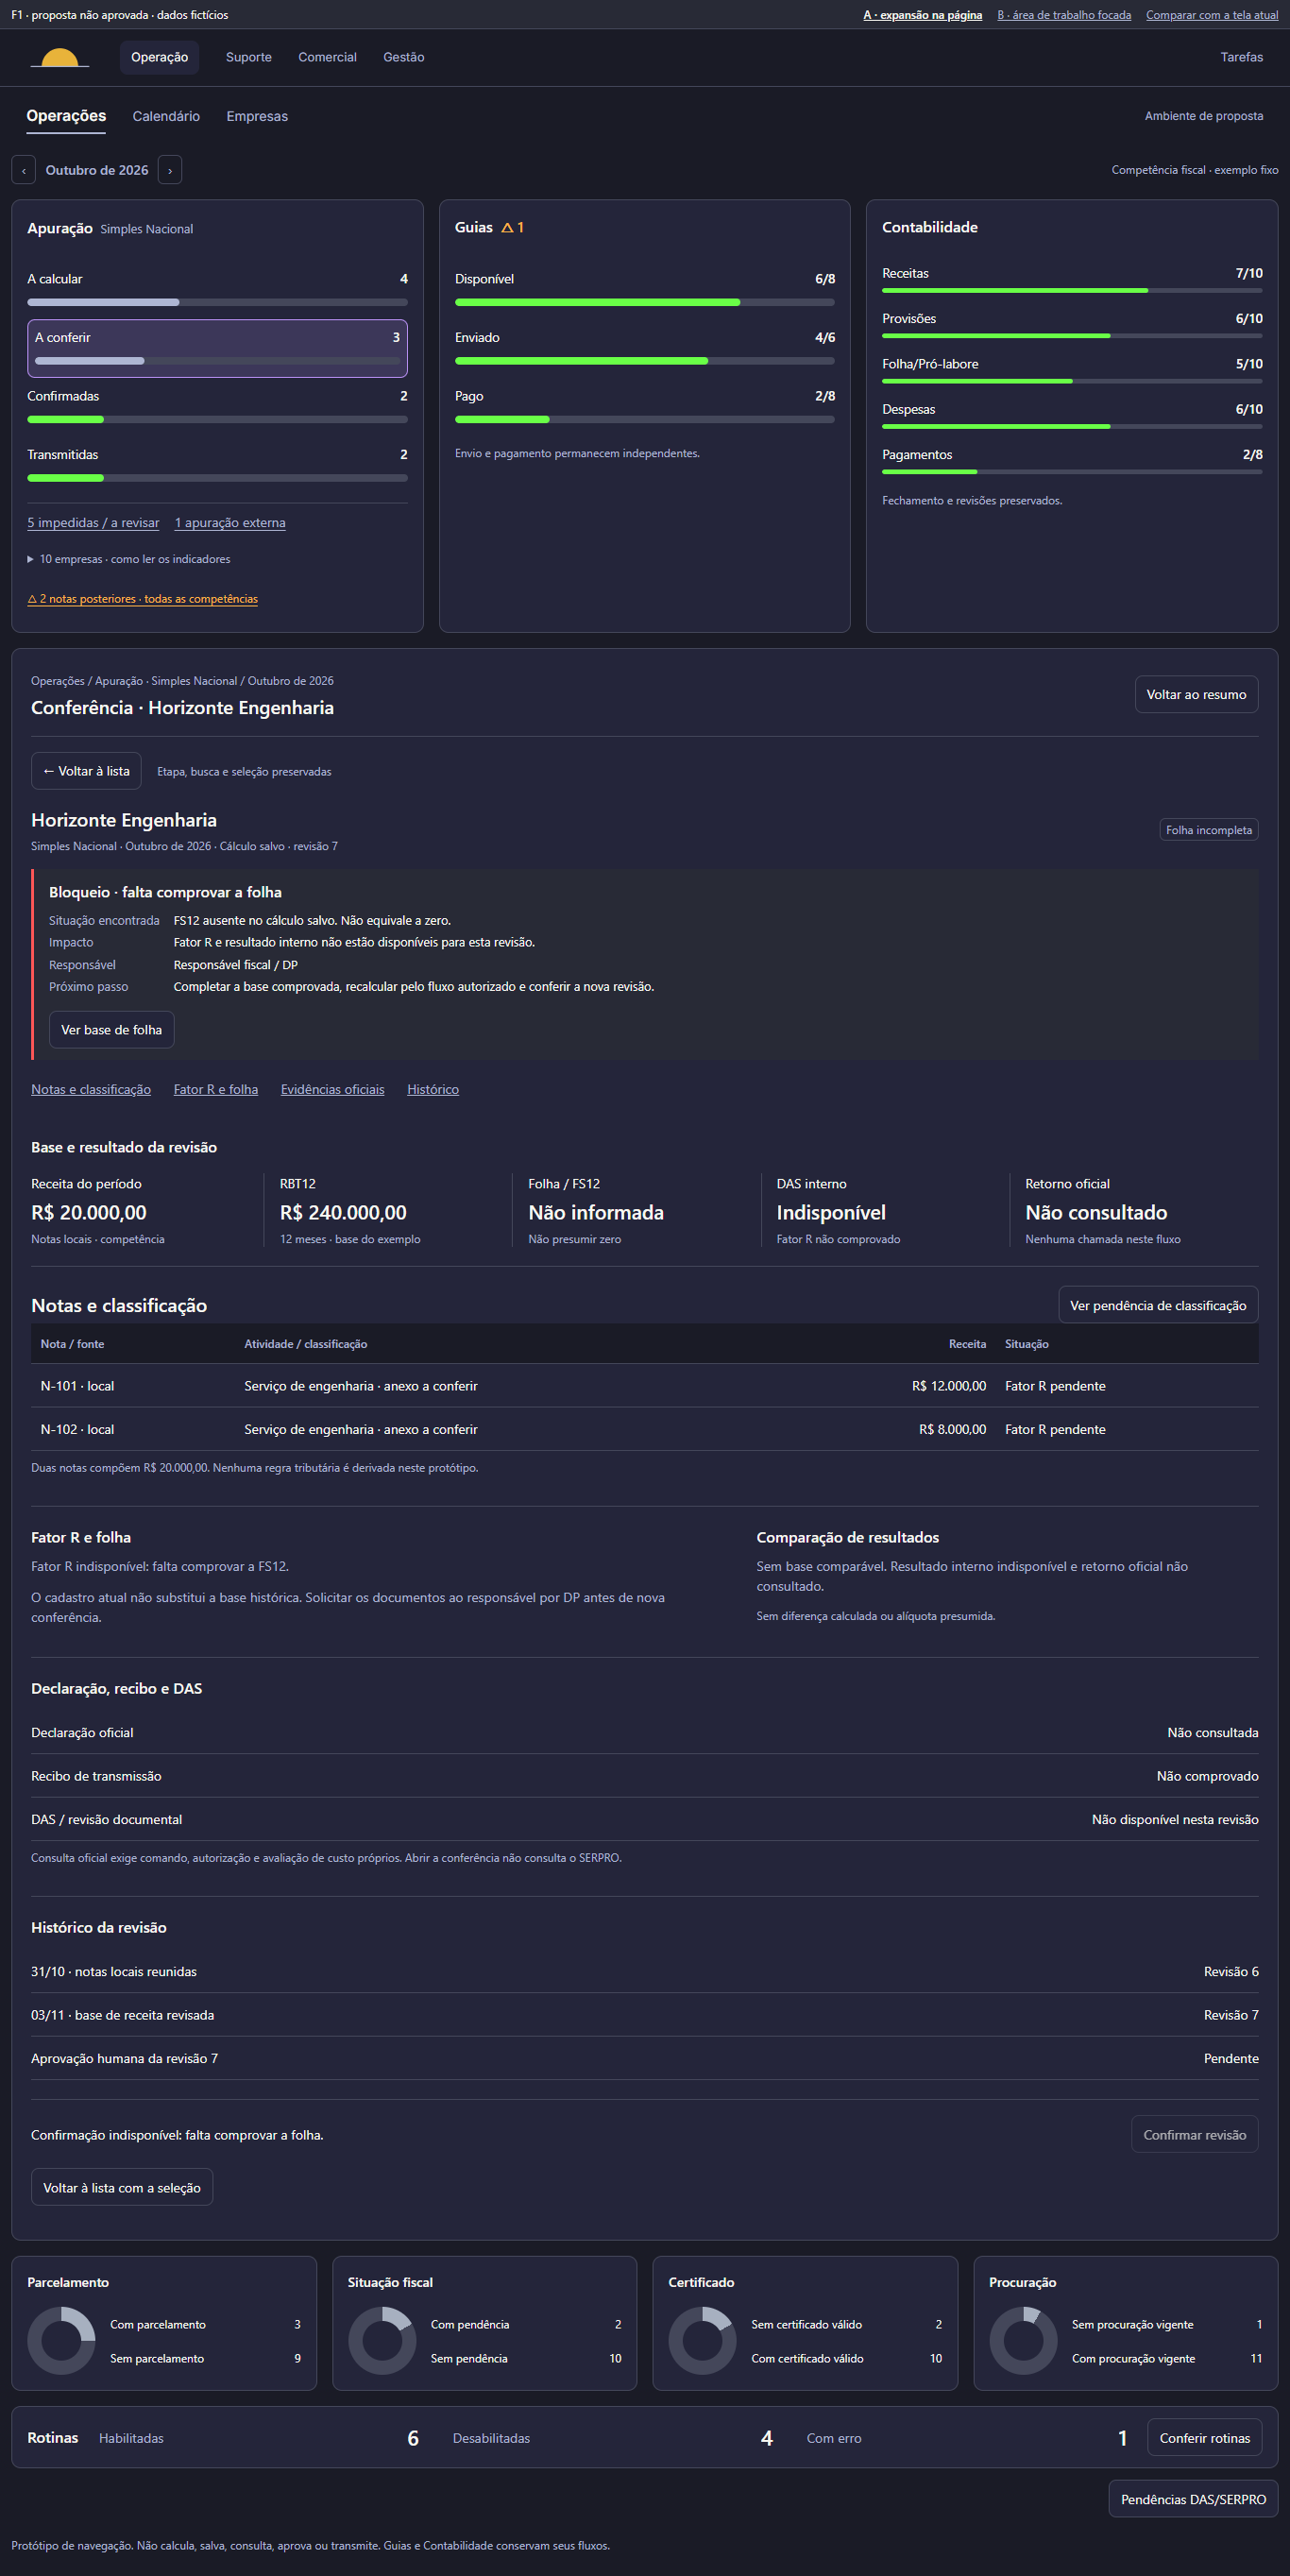 F1 · proposta não aprovada · dados fictícios
A · expansão na página
B · área de trabalho focada
Comparar com a tela atual
Operação
Suporte
Comercial
Gestão
Tarefas
Operações
Calendário
Empresas
Ambiente de proposta
‹ Outubro de 2026 ›
Competência fiscal · exemplo fixo
Apuração Simples Nacional
A calcular 4
A conferir 3
Confirmadas 2
Transmitidas 2
5 impedidas / a revisar
1 apuração externa
▶ 10 empresas · como ler os indicadores
△ 2 notas posteriores · todas as competências
Guias △ 1
Disponível 6/8
Enviado 4/6
Pago 2/8
Envio e pagamento permanecem independentes.
Contabilidade
Receitas 7/10
Provisões 6/10
Folha/Pró-labore 5/10
Despesas 6/10
Pagamentos 2/8
Fechamento e revisões preservados.
Operações / Apuração · Simples Nacional / Outubro de 2026
Conferência · Horizonte Engenharia
Voltar ao resumo
← Voltar à lista
Etapa, busca e seleção preservadas
Horizonte Engenharia
Simples Nacional · Outubro de 2026 · Cálculo salvo · revisão 7
Folha incompleta
Bloqueio · falta comprovar a folha
Situação encontrada FS12 ausente no cálculo salvo. Não equivale a zero.
Impacto Fator R e resultado interno não estão disponíveis para esta revisão.
Responsável Responsável fiscal / DP
Próximo passo Completar a base comprovada, recalcular pelo fluxo autorizado e conferir a nova revisão.
Ver base de folha
Notas e classificação
Fator R e folha
Evidências oficiais
Histórico
Base e resultado da revisão
Receita do período
R$ 20.000,00
Notas locais · competência
RBT12
R$ 240.000,00
12 meses · base do exemplo
Folha / FS12
Não informada
Não presumir zero
DAS interno
Indisponível
Fator R não comprovado
Retorno oficial
Não consultado
Nenhuma chamada neste fluxo
Notas e classificação
Ver pendência de classificação
Nota / fonte Atividade / classificação Receita Situação
N-101 · local Serviço de engenharia · anexo a conferir R$ 12.000,00 Fator R pendente
N-102 · local Serviço de engenharia · anexo a conferir R$ 8.000,00 Fator R pendente
Duas notas compõem R$ 20.000,00. Nenhuma regra tributária é derivada neste protótipo.
Fator R e folha
Fator R indisponível: falta comprovar a FS12.
O cadastro atual não substitui a base histórica. Solicitar os documentos ao responsável por DP antes de nova
conferência.
Comparação de resultados
Sem base comparável. Resultado interno indisponível e retorno oficial não
consultado.
Sem diferença calculada ou alíquota presumida.
Declaração, recibo e DAS
Declaração oficial Não consultada
Recibo de transmissão Não comprovado
DAS / revisão documental Não disponível nesta revisão
Consulta oficial exige comando, autorização e avaliação de custo próprios. Abrir a conferência não consulta o SERPRO.
Histórico da revisão
31/10 · notas locais reunidas Revisão 6
03/11 · base de receita revisada Revisão 7
Aprovação humana da revisão 7 Pendente
Confirmação indisponível: falta comprovar a folha.
Confirmar revisão
Voltar à lista com a seleção
Parcelamento
Com parcelamento 3
Sem parcelamento 9
Situação fiscal
Com pendência 2
Sem pendência 10
Certificado
Sem certificado válido 2
Com certificado válido 10
Procuração
Sem procuração vigente 1
Com procuração vigente 11
Rotinas Habilitadas 6 Desabilitadas 4 Com erro 1
Conferir rotinas
Pendências DAS/SERPRO
Protótipo de navegação. Não calcula, salva, consulta, aprova ou transmite. Guias e Contabilidade conservam seus fluxos.